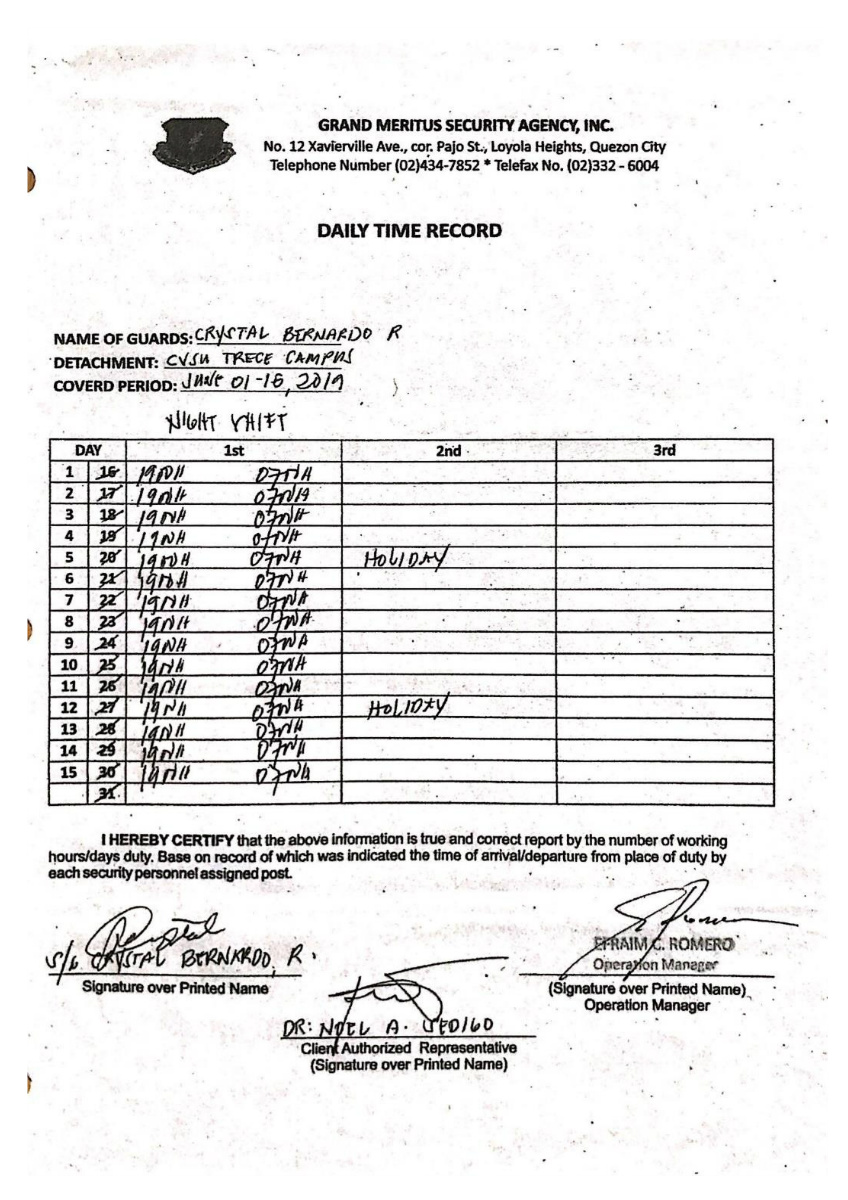 GRAND MERITUS SECURITY AGENCY, INC.
No. 12 Xavierville Ave., cor. Pajo St., Loyola Heights, Quezon City
Telephone Number (02)434-7852 * Telefax No. (02)332 - 6004
DAILY TIME RECORD
NAME OF GUARDS: CRYSTAL BERNARDO R
DETACHMENT: CVSU TRECE CAMPUS
COVERD PERIOD: JUNE 01-15, 2019
NIGHT SHIFT
DAY 1st 2nd 3rd
1 16 19NH 07NH
2 17 19NH 07NH
3 18 19NH 07NH
4 19 19NH 07NH
5 20 19NH 07NH HOLIDAY
6 21 19NH 07NH
7 22 19NH 07NH
8 23 19NH 07NH
9 24 19NH 07NH
10 25 19NH 07NH
11 26 19NH 07NH
12 27 19NH 07NH HOLIDAY
13 28 19NH 07NH
14 29 19NH 07NH
15 30 19NH 07NH
31
I HEREBY CERTIFY that the above information is true and correct report by the number of working
hours/days duty. Base on record of which was indicated the time of arrival/departure from place of duty by
each security personnel assigned post.
S/G CRYSTAL BERNARDO, R.
Signature over Printed Name
EFRAIM C. ROMERO
Operation Manager
(Signature over Printed Name)
Operation Manager
DR: NOEL A. SEDIGO
Client Authorized Representative
(Signature over Printed Name)